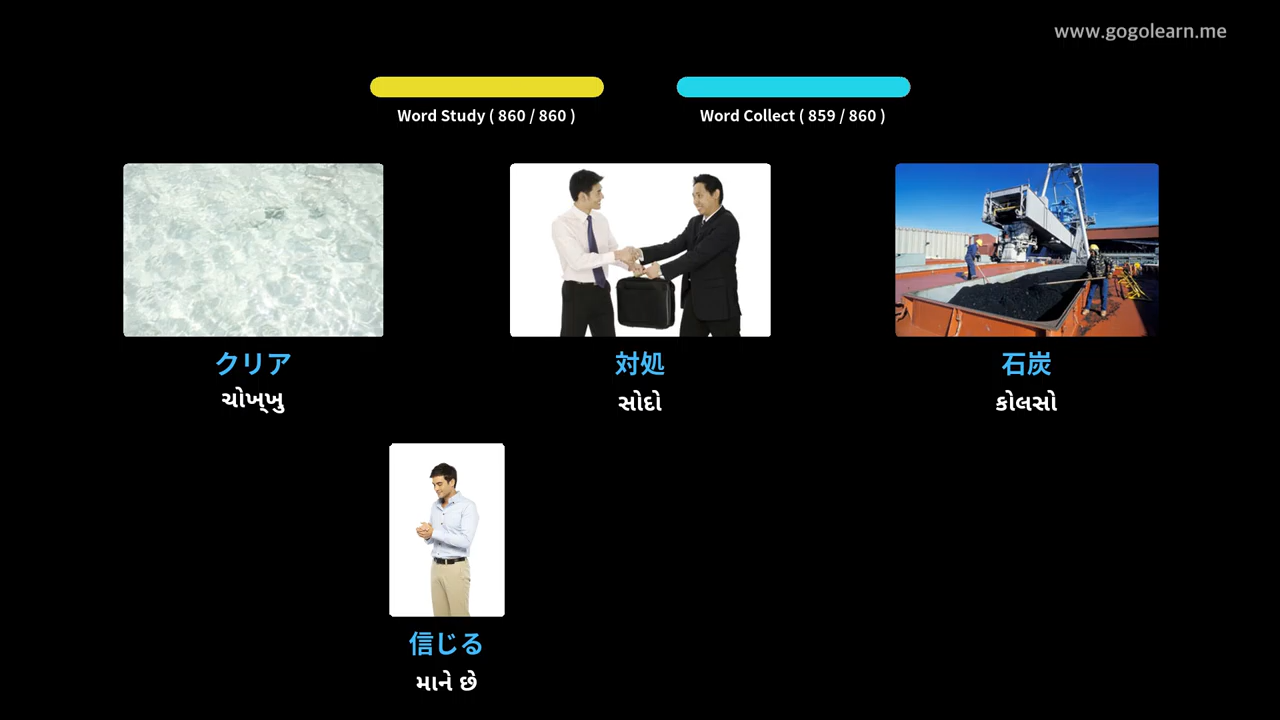 www.gogolearn.me
Word Study ( 860 / 860 )
Word Collect ( 859 / 860 )
クリア
ચોખ્ખુ
対処
સોદો
石炭
કોલસો
信じる
માને છે